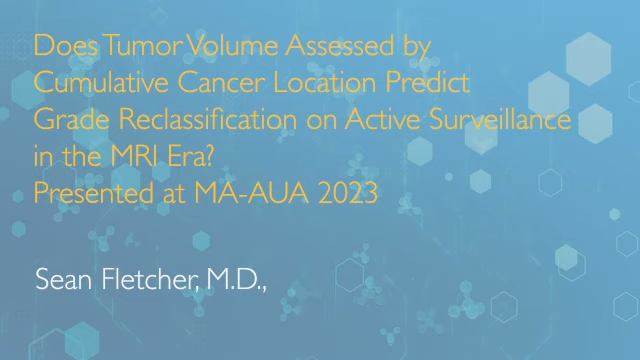 Does Tumor Volume Assessed by
Cumulative Cancer Location Predict
Grade Reclassification on Active Surveillance
in the MRI Era?
Presented at MA-AUA 2023
Sean Fletcher, M.D.,